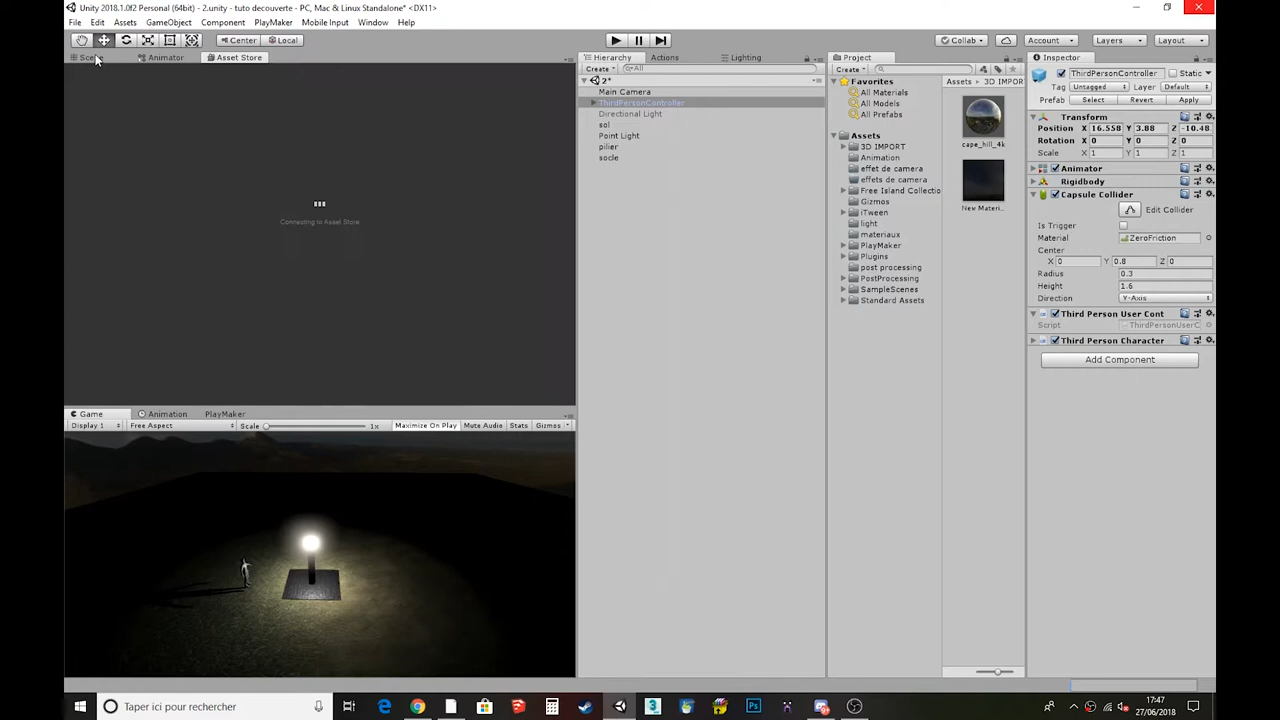 Unity 2018.1.0f2 Personal (64bit) - 2.unity - tuto decouverte - PC, Mac & Linux Standalone* <DX11>
File Edit Assets GameObject Component PlayMaker Mobile Input Window Help
Center Local Collab Account Layers Layout
Scene Animator Asset Store
Connecting to Asset Store
Game Animation PlayMaker
Display 1 Free Aspect Scale 1x Maximize On Play Mute Audio Stats Gizmos
Hierarchy Actions Lighting
Create All
2*
Main Camera
ThirdPersonController
Directional Light
sol
Point Light
pilier
socle
Project
Create
Favorites
All Materials
All Models
All Prefabs
Assets
3D IMPORT
Animation
effet de camera
effets de camera
Free Island Collectio
Gizmos
iTween
light
materiaux
PlayMaker
Plugins
post processing
PostProcessing
SampleScenes
Standard Assets
Assets 3D IMPOR
cape_hill_4k
New Materi...
Inspector
ThirdPersonController Static
Tag Untagged Layer Default
Prefab Select Revert Apply
Transform
Position X 16.558 Y 3.88 Z -10.48
Rotation X 0 Y 0 Z 0
Scale X 1 Y 1 Z 1
Animator
Rigidbody
Capsule Collider
Edit Collider
Is Trigger
Material ZeroFriction
Center
X 0 Y 0.8 Z 0
Radius 0.3
Height 1.6
Direction Y-Axis
Third Person User Cont
Script ThirdPersonUserC
Third Person Character
Add Component
Taper ici pour rechercher
17:47
27/06/2018